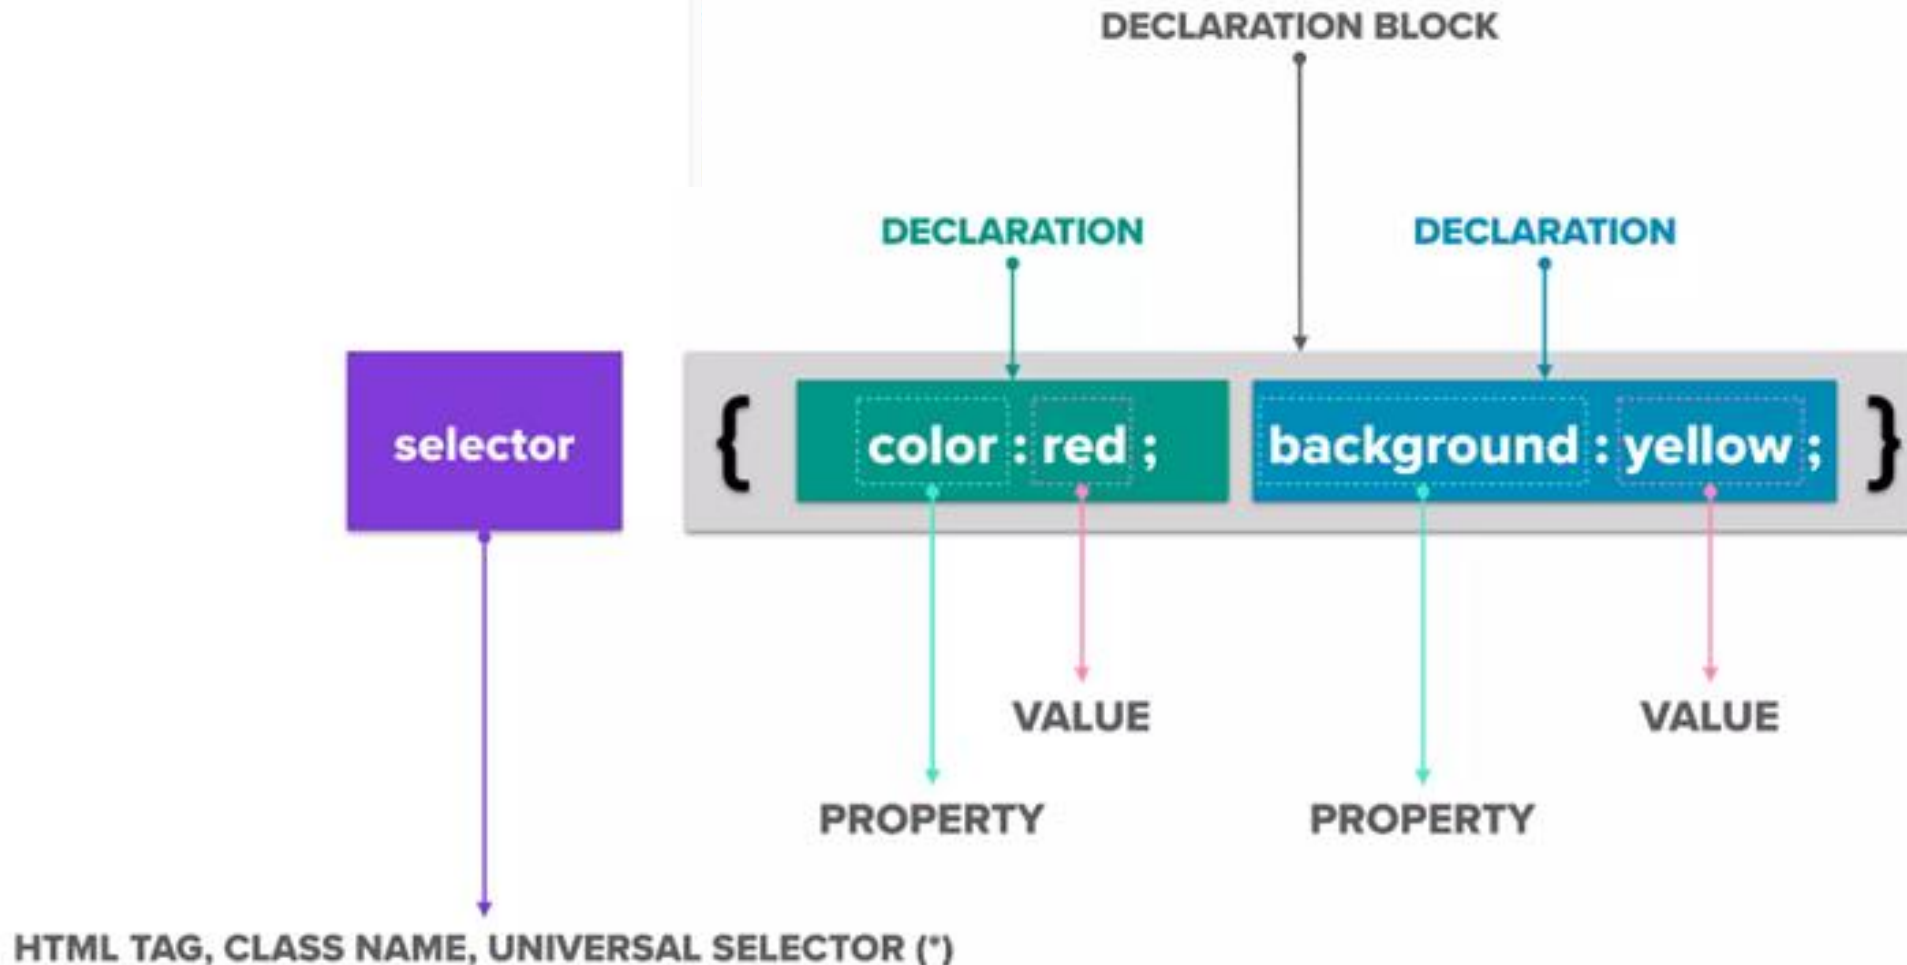 DECLARATION BLOCK
DECLARATION DECLARATION
selector { color : red ; background : yellow ; }
VALUE VALUE
PROPERTY PROPERTY
HTML TAG, CLASS NAME, UNIVERSAL SELECTOR (*)